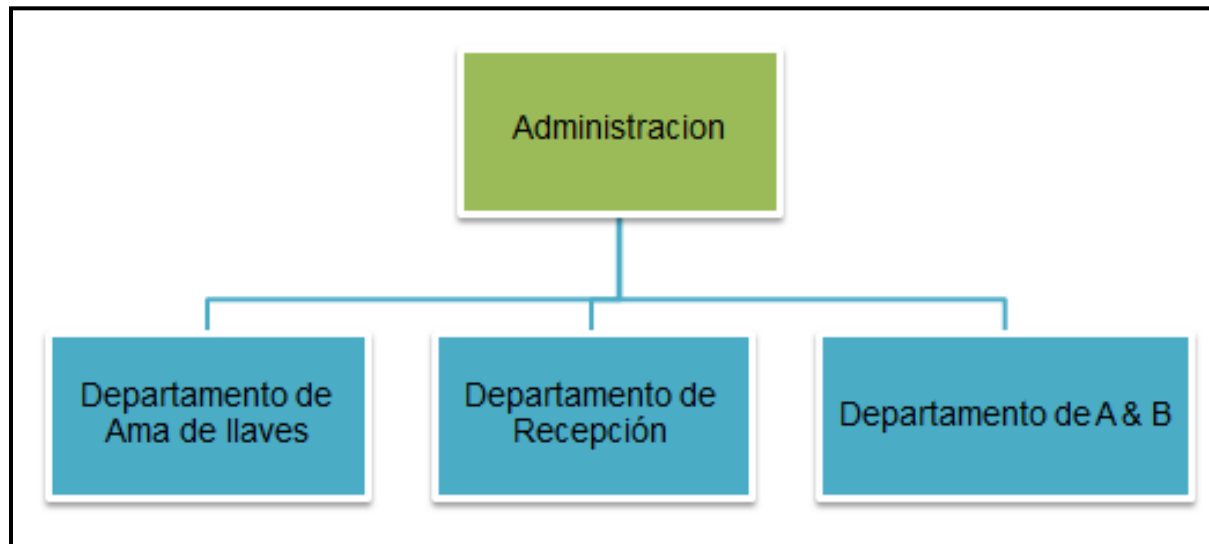 Administracion
Departamento de
Ama de llaves
Departamento de
Recepción
Departamento de A & B